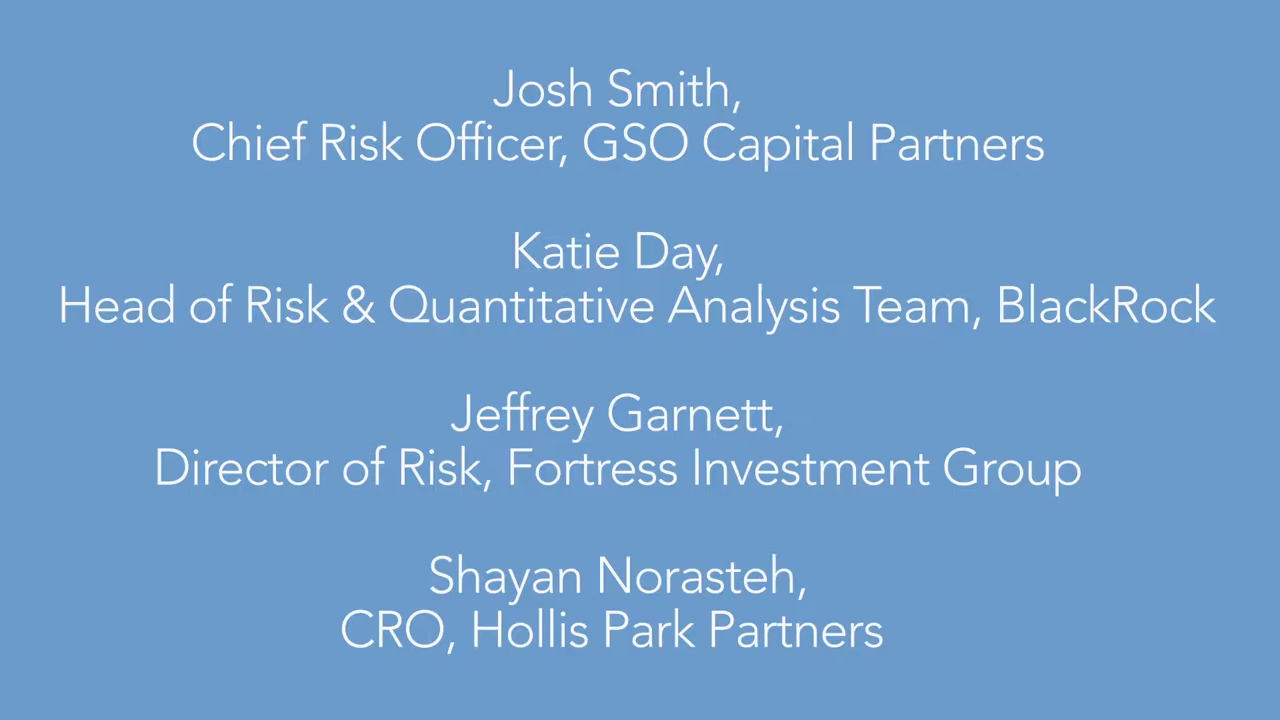 Josh Smith,
Chief Risk Officer, GSO Capital Partners
Katie Day,
Head of Risk & Quantitative Analysis Team, BlackRock
Jeffrey Garnett,
Director of Risk, Fortress Investment Group
Shayan Norasteh,
CRO, Hollis Park Partners